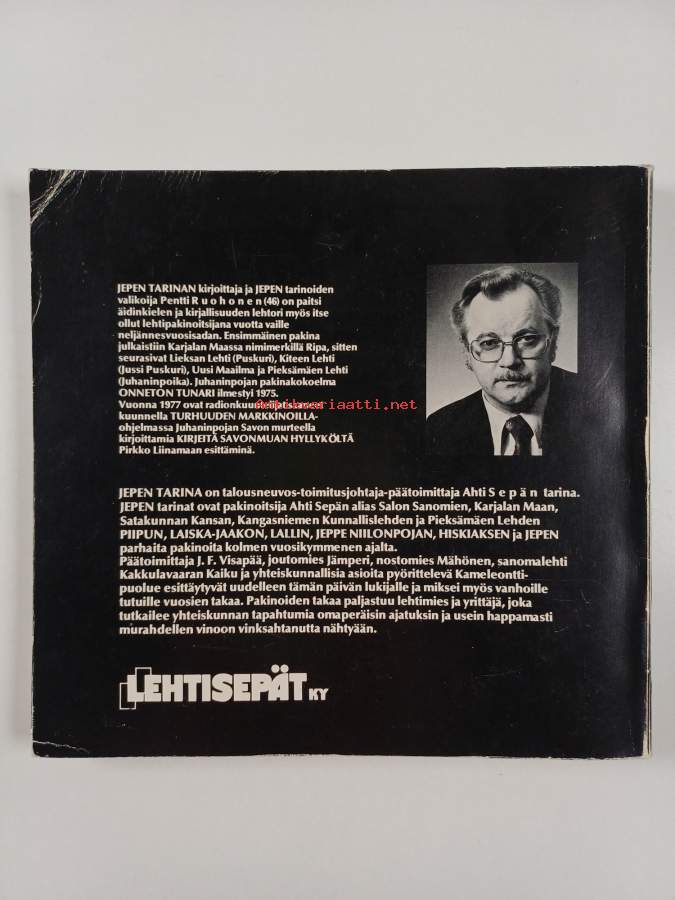 JEPEN TARINAN kirjoittaja ja JEPEN tarinoiden
valikoija Pentti R u o h o n e n (46) on paitsi
äidinkielen ja kirjallisuuden lehtori myös itse
ollut lehtipakinoitsijana vuotta vaille
neljännesvuosisadan. Ensimmäinen pakina
julkaistiin Karjalan Maassa nimimerkillä Ripa, sitten
seurasivat Lieksan Lehti (Puskuri), Kiteen Lehti
(Jussi Puskuri), Uusi Maailma ja Pieksämäen Lehti
(Juhaninpoika). Juhaninpojan pakinakokoelma
ONNETON TUNARI ilmestyi 1975.
Vuonna 1977 ovat radionkuuntelijat saaneet
kuunnella TURHUUDEN MARKKINOILLA-
ohjelmassa Juhaninpojan Savon murteella
kirjoittamia KIRJEITÄ SAVONMUAN HYLLYKÖLTÄ
Pirkko Liinamaan esittäminä.
antikvariaatti.net
JEPEN TARINA on talousneuvos-toimitusjohtaja-päätoimittaja Ahti S e p ä n tarina.
JEPEN tarinat ovat pakinoitsija Ahti Sepän alias Salon Sanomien, Karjalan Maan,
Satakunnan Kansan, Kangasniemen Kunnallislehden ja Pieksämäen Lehden
PIIPUN, LAISKA-JAAKON, LALLIN, JEPPE NIILONPOJAN, HISKIAKSEN ja JEPEN
parhaita pakinoita kolmen vuosikymmenen ajalta.
Päätoimittaja J. F. Visapää, joutomies Jämperi, nostomies Mähönen, sanomalehti
Kakkulavaaran Kaiku ja yhteiskunnallisia asioita pyörittelevä Kameleontti-
puolue esittäytyvät uudelleen tämän päivän lukijalle ja miksei myös vanhoille
tutuille vuosien takaa. Pakinoiden takaa paljastuu lehtimies ja yrittäjä, joka
tutkailee yhteiskunnan tapahtumia omaperäisin ajatuksin ja usein happamasti
murahdellen vinoon vinksahtanutta nähtyään.
LEHTISEPÄT KY